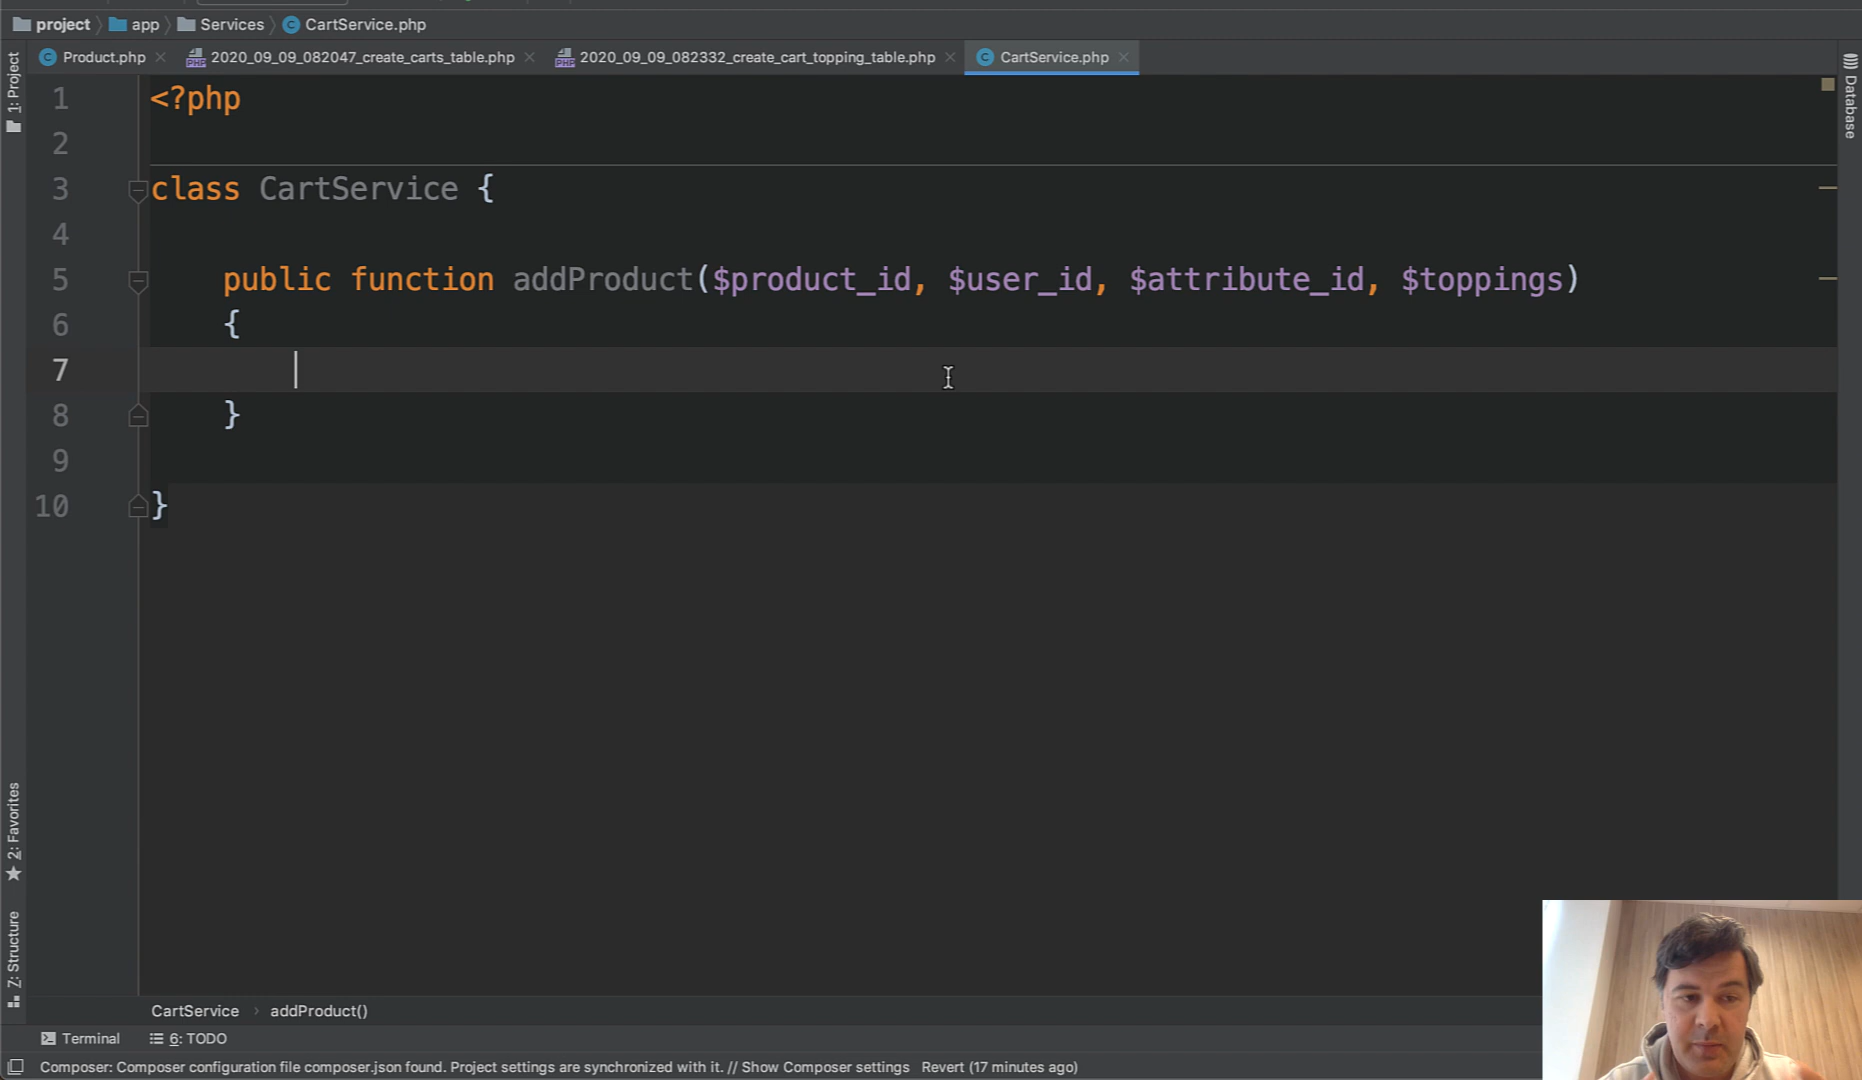 project app Services CartService.php
Product.php 2020_09_09_082047_create_carts_table.php 2020_09_09_082332_create_cart_topping_table.php CartService.php
1: Project
Database
1 <?php
2
3 class CartService {
4
5 public function addProduct($product_id, $user_id, $attribute_id, $toppings)
6 {
7
8 }
9
10 }
2: Favorites
Z: Structure
CartService › addProduct()
Terminal 6: TODO
Composer: Composer configuration file composer.json found. Project settings are synchronized with it. // Show Composer settings Revert (17 minutes ago)